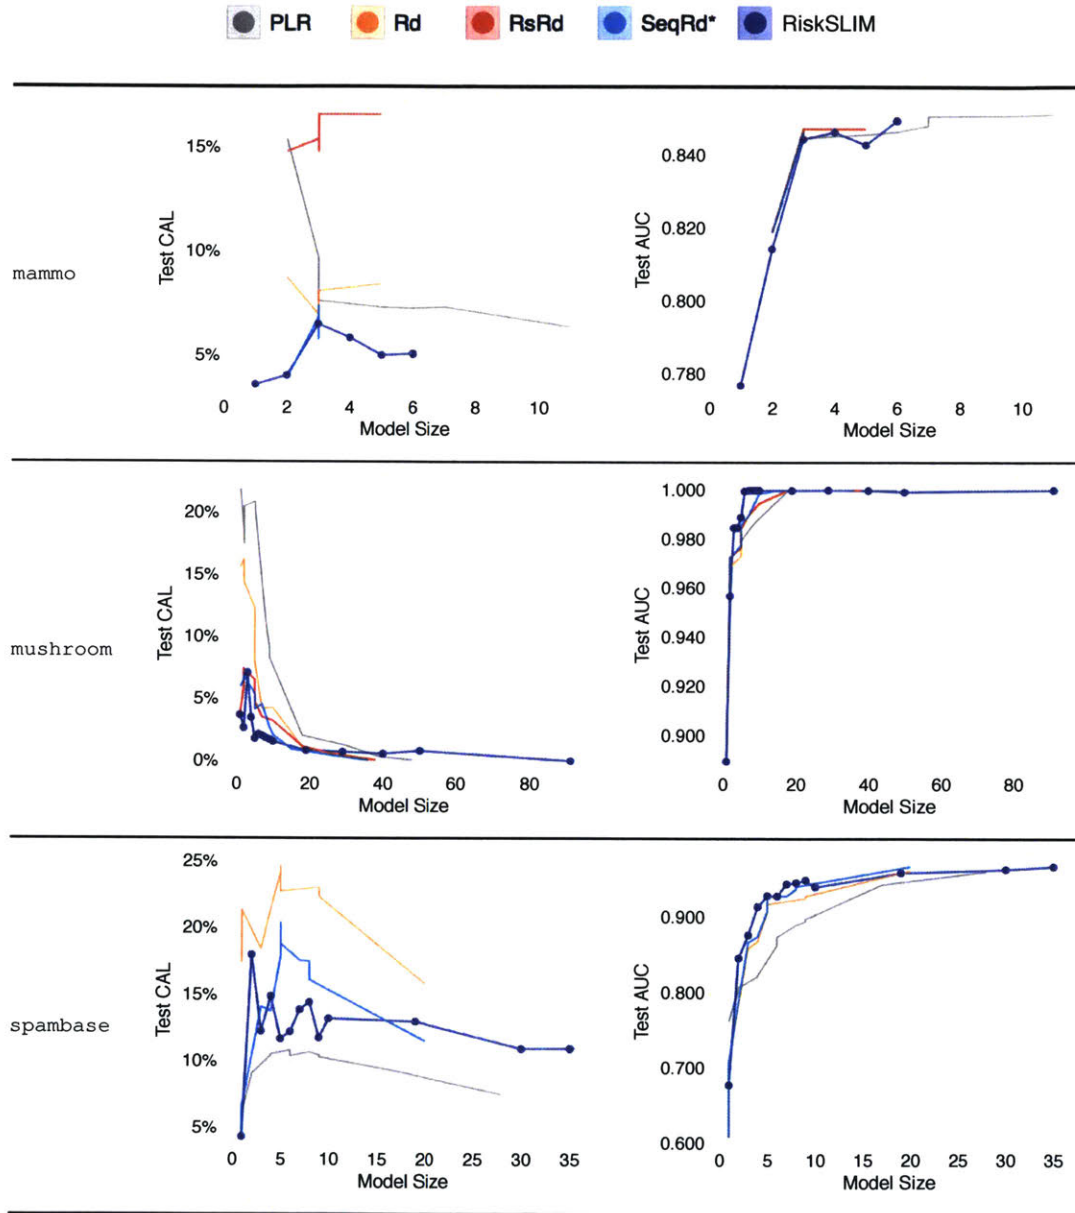 PLR Rd RsRd SeqRd* RiskSLIM
mammo
Test CAL
15%
10%
5%
0 2 4 6 8 10
Model Size
Test AUC
0.840
0.820
0.800
0.780
0 2 4 6 8 10
Model Size
mushroom
Test CAL
20%
15%
10%
5%
0%
0 20 40 60 80
Model Size
Test AUC
1.000
0.980
0.960
0.940
0.920
0.900
0 20 40 60 80
Model Size
spambase
Test CAL
25%
20%
15%
10%
5%
0 5 10 15 20 25 30 35
Model Size
Test AUC
0.900
0.800
0.700
0.600
0 5 10 15 20 25 30 35
Model Size